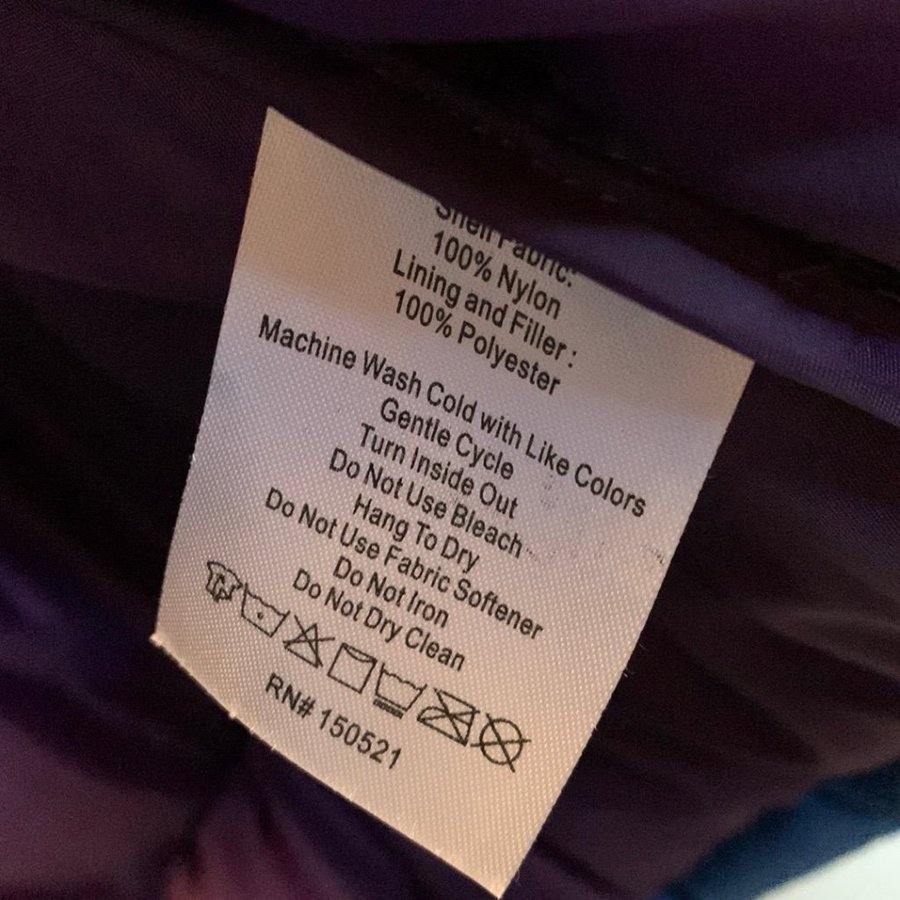 Shell Fabric:
100% Nylon
Lining and Filler :
100% Polyester
Machine Wash Cold with Like Colors
Gentle Cycle
Turn Inside Out
Do Not Use Bleach
Hang To Dry
Do Not Use Fabric Softener
Do Not Iron
Do Not Dry Clean
RN# 150521